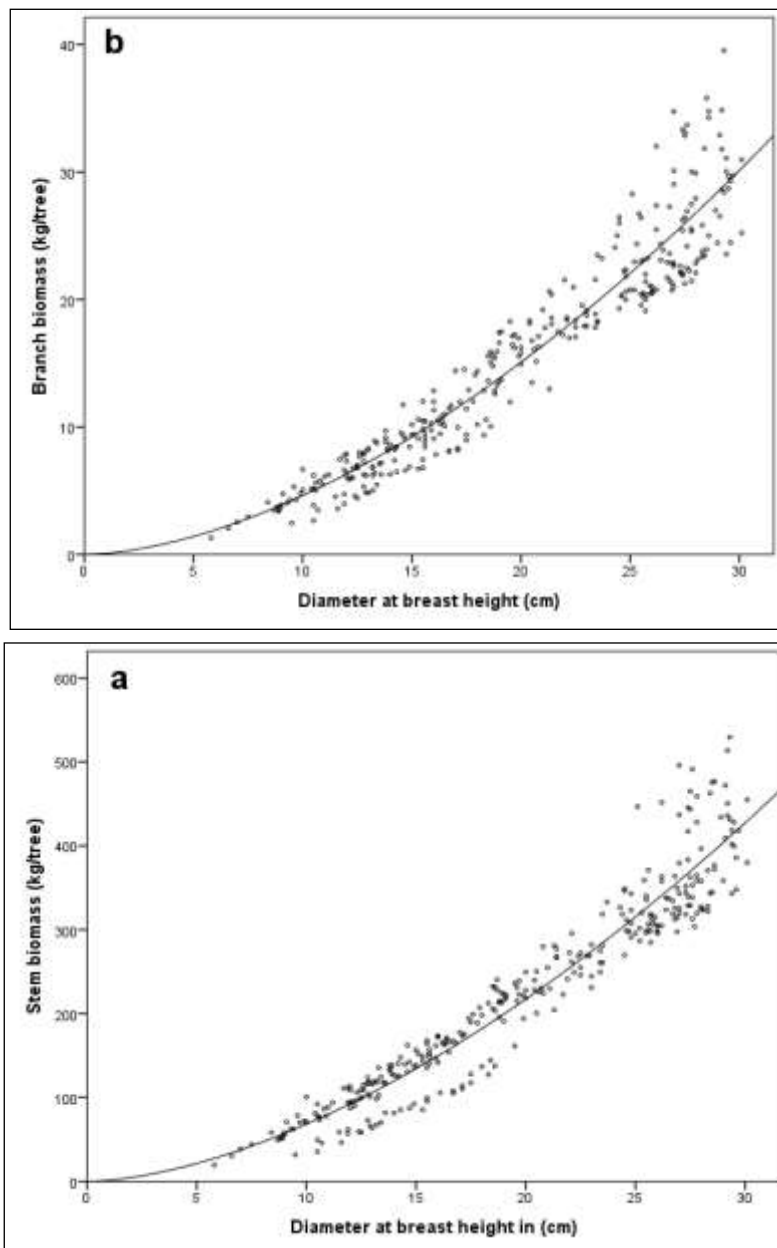 b
40
30
20
10
0
Branch biomass (kg/tree)
0 5 10 15 20 25 30
Diameter at breast height (cm)
a
600
500
400
300
200
100
0
Stem biomass (kg/tree)
0 5 10 15 20 25 30
Diameter at breast height in (cm)